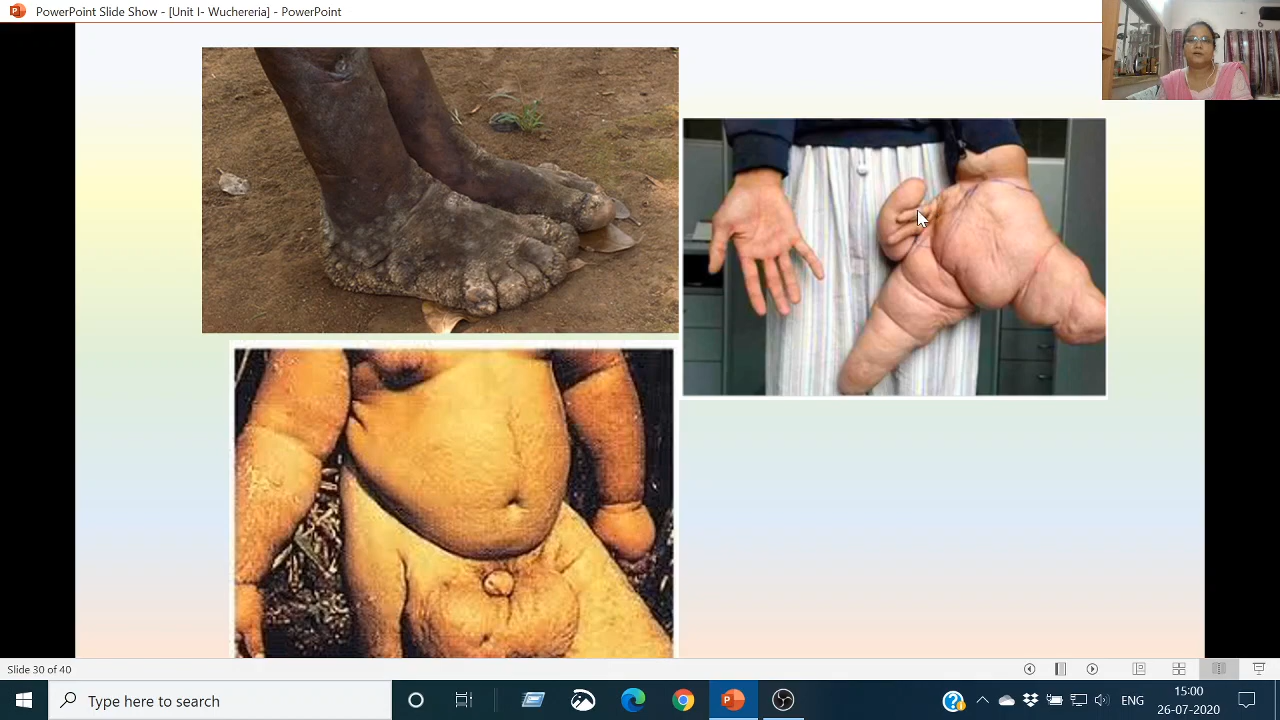 PowerPoint Slide Show - [Unit I- Wuchereria] - PowerPoint
Slide 30 of 40
Type here to search
ENG
15:00
26-07-2020